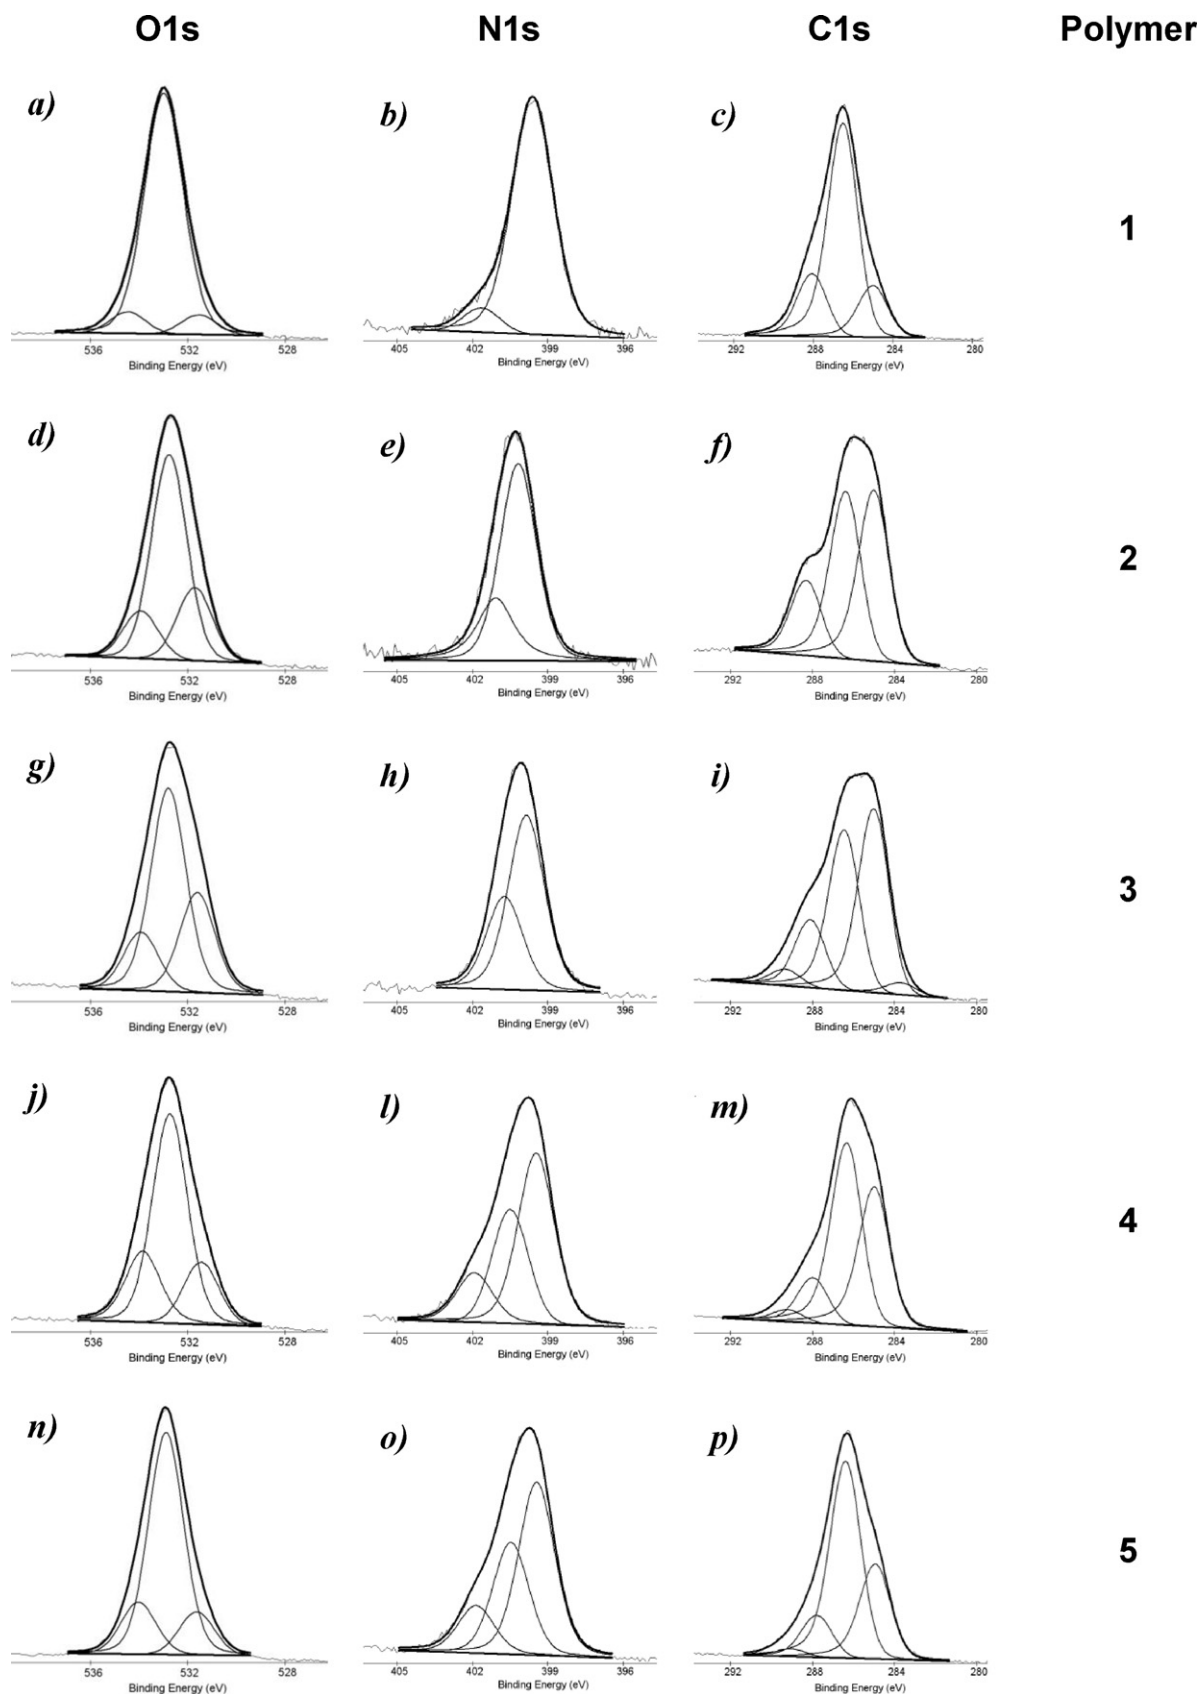 O1s N1s C1s Polymer
a) b) c)
1
536 532 528 405 402 399 396 292 288 284 280
Binding Energy (eV) Binding Energy (eV) Binding Energy (eV)
d) e) f)
2
536 532 528 405 402 399 396 292 288 284 280
Binding Energy (eV) Binding Energy (eV) Binding Energy (eV)
g) h) i)
3
536 532 528 405 402 399 396 292 288 284 280
Binding Energy (eV) Binding Energy (eV) Binding Energy (eV)
j) l) m)
4
536 532 528 405 402 399 396 292 288 284 280
Binding Energy (eV) Binding Energy (eV) Binding Energy (eV)
n) o) p)
5
536 532 528 405 402 399 396 292 288 284 280
Binding Energy (eV) Binding Energy (eV) Binding Energy (eV)